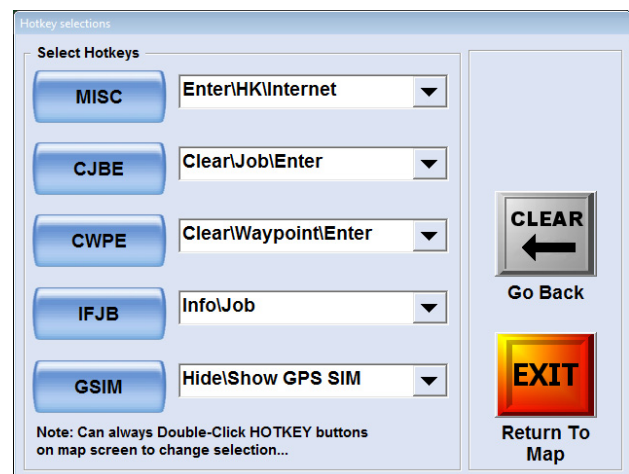 Hotkey selections
Select Hotkeys
MISC
Enter\HK\Internet
CJBE
Clear\Job\Enter
CWPE
Clear\Waypoint\Enter
IFJB
Info\Job
GSIM
Hide\Show GPS SIM
Note: Can always Double-Click HOTKEY buttons
on map screen to change selection...
CLEAR
Go Back
EXIT
Return To
Map